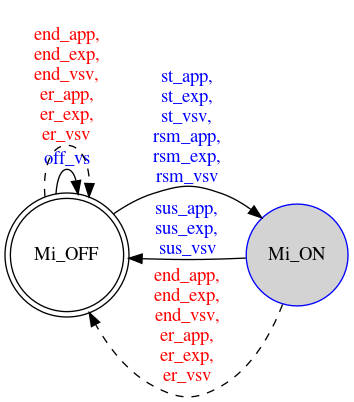 end_app,
end_exp,
end_vsv,
er_app,
er_exp,
er_vsv
off_vs
st_app,
st_exp,
st_vsv,
rsm_app,
rsm_exp,
rsm_vsv
sus_app,
sus_exp,
sus_vsv
Mi_OFF
Mi_ON
end_app,
end_exp,
end_vsv,
er_app,
er_exp,
er_vsv